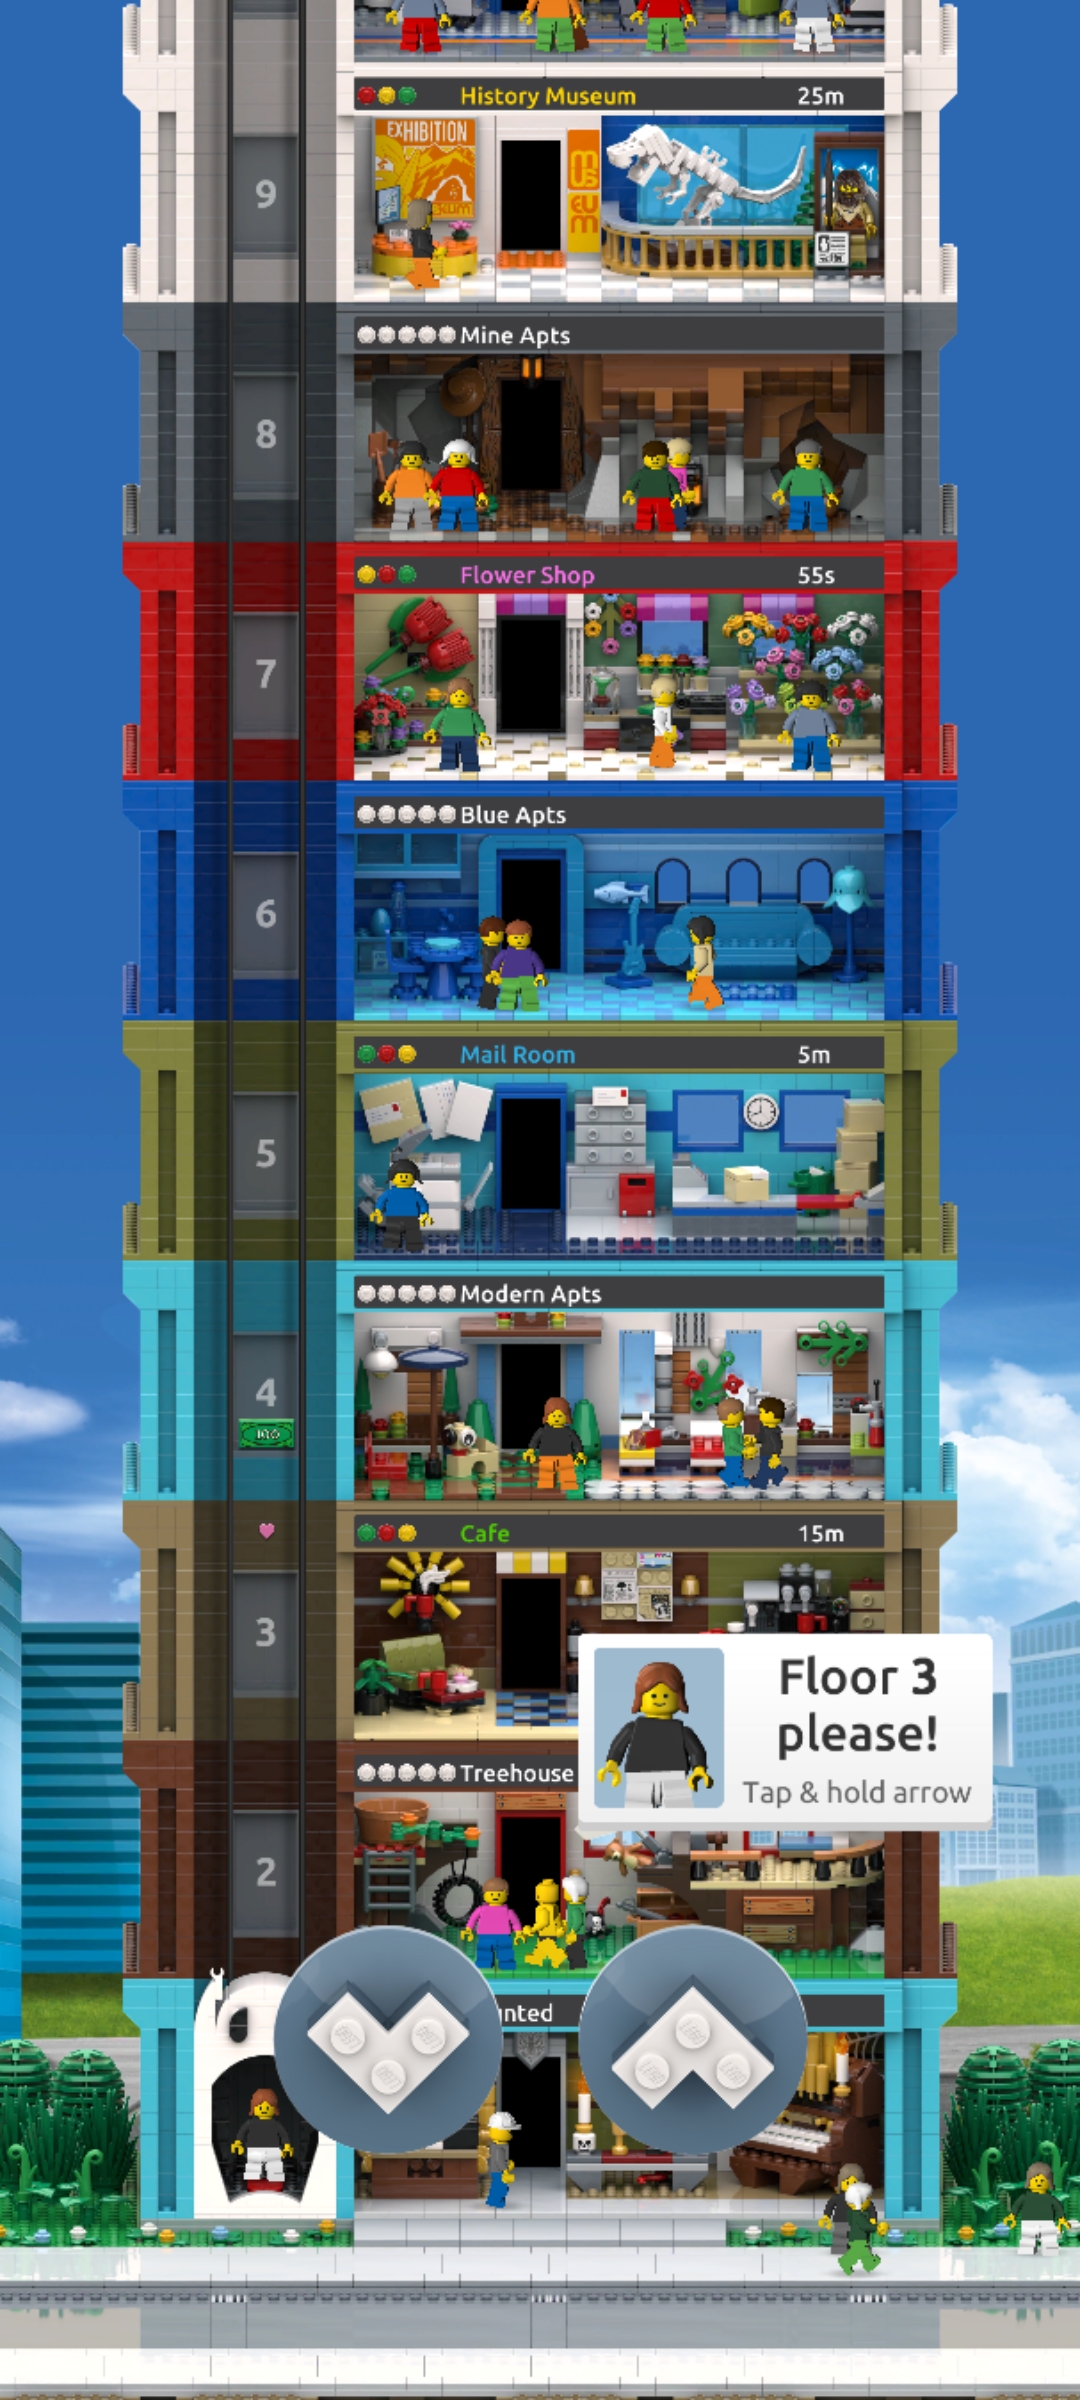 History Museum 25m
EXHIBITION
MUSEUM
9
Mine Apts
8
Flower Shop 55s
7
Blue Apts
6
Mail Room 5m
5
Modern Apts
4
100
Cafe 15m
3
Floor 3
please!
Tap & hold arrow
Treehouse
2
nted